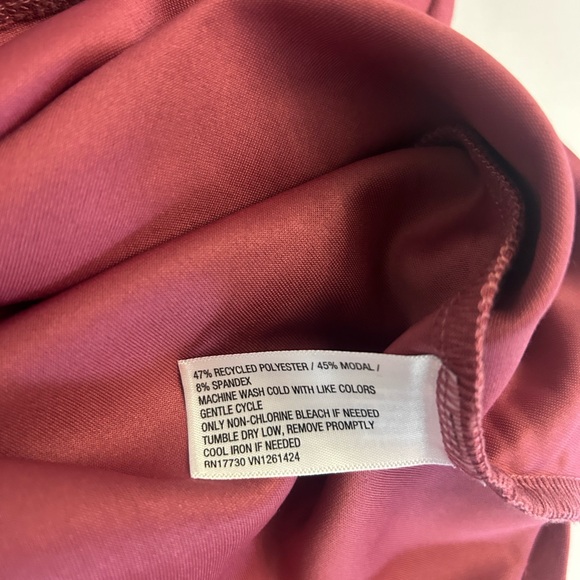 47% RECYCLED POLYESTER / 45% MODAL /
8% SPANDEX
MACHINE WASH COLD WITH LIKE COLORS
GENTLE CYCLE
ONLY NON-CHLORINE BLEACH IF NEEDED
TUMBLE DRY LOW, REMOVE PROMPTLY
COOL IRON IF NEEDED
RN17730 VN1261424